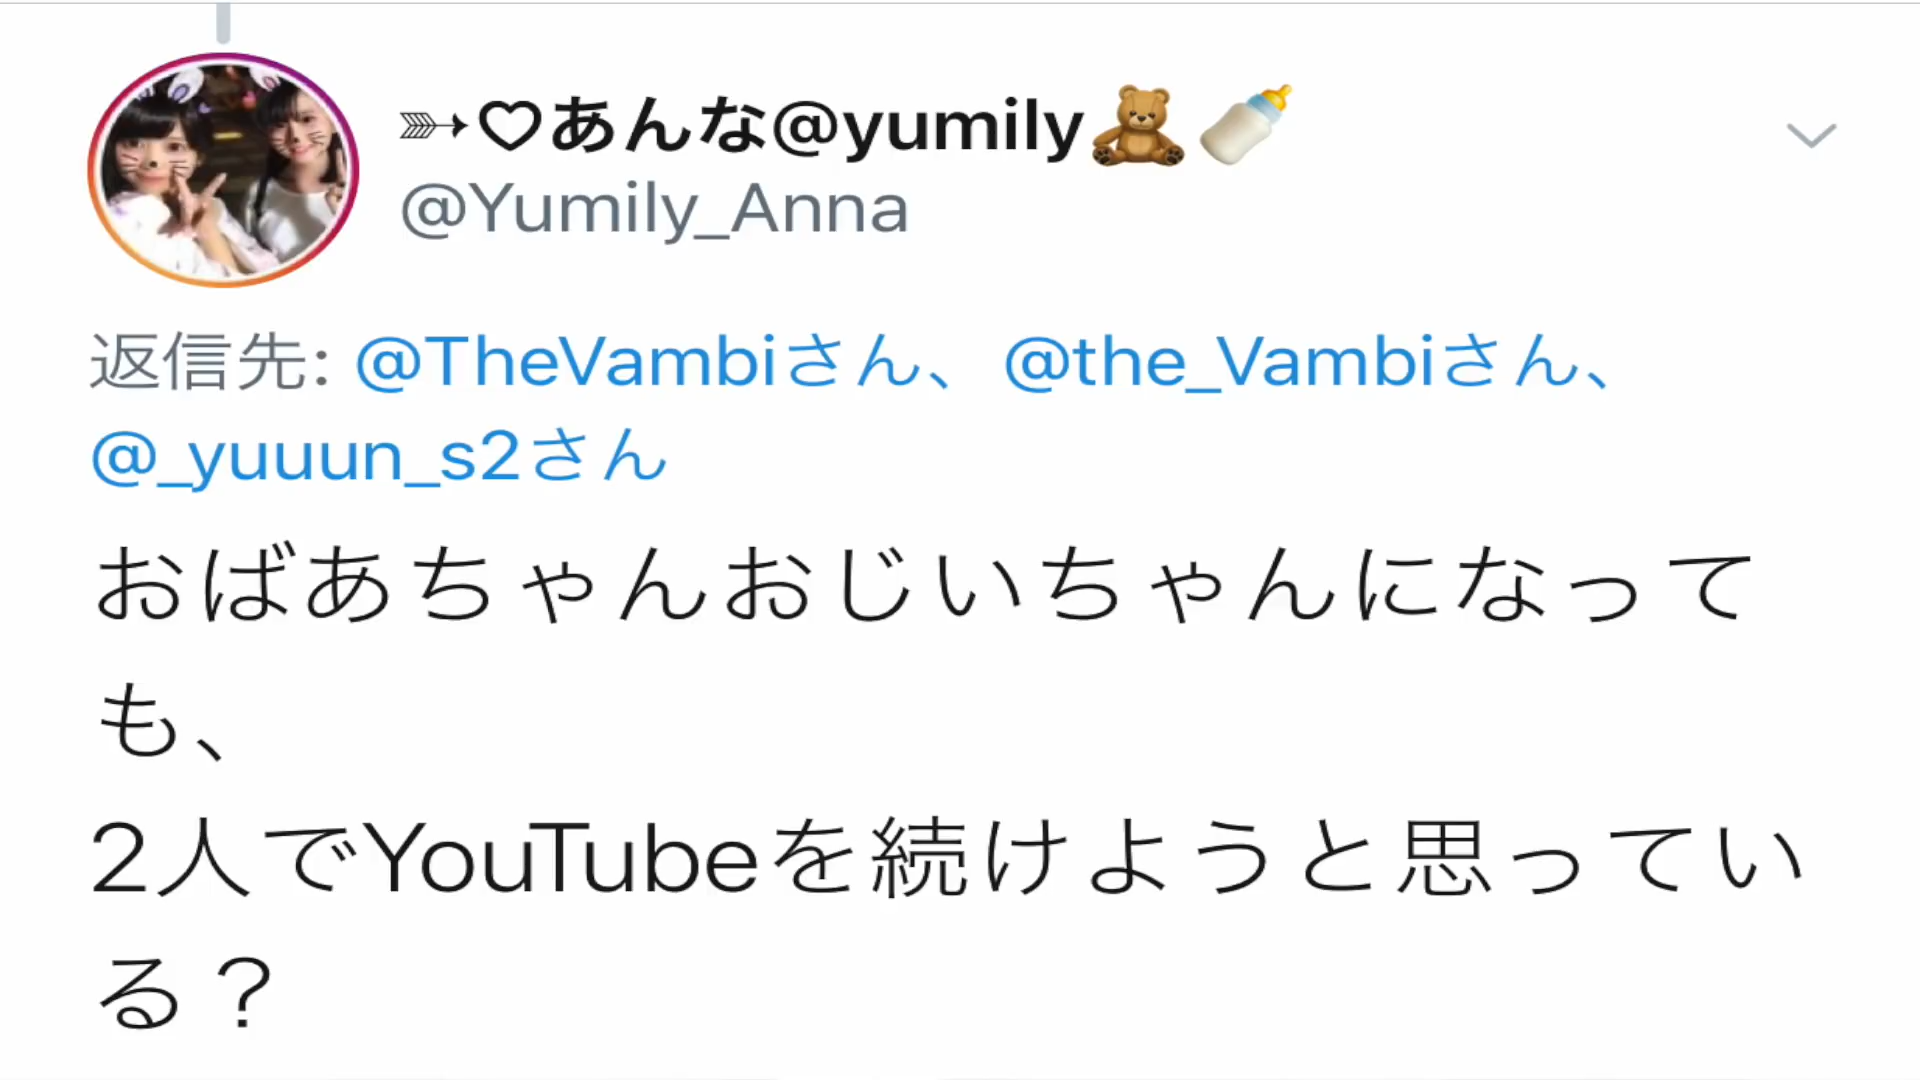 ➳♡あんな@yumily🧸🍼
@Yumily_Anna
返信先: @TheVambiさん、 @the_Vambiさん、
@_yuuun_s2さん
おばあちゃんおじいちゃんになって
も、
2人でYouTubeを続けようと思ってい
る？